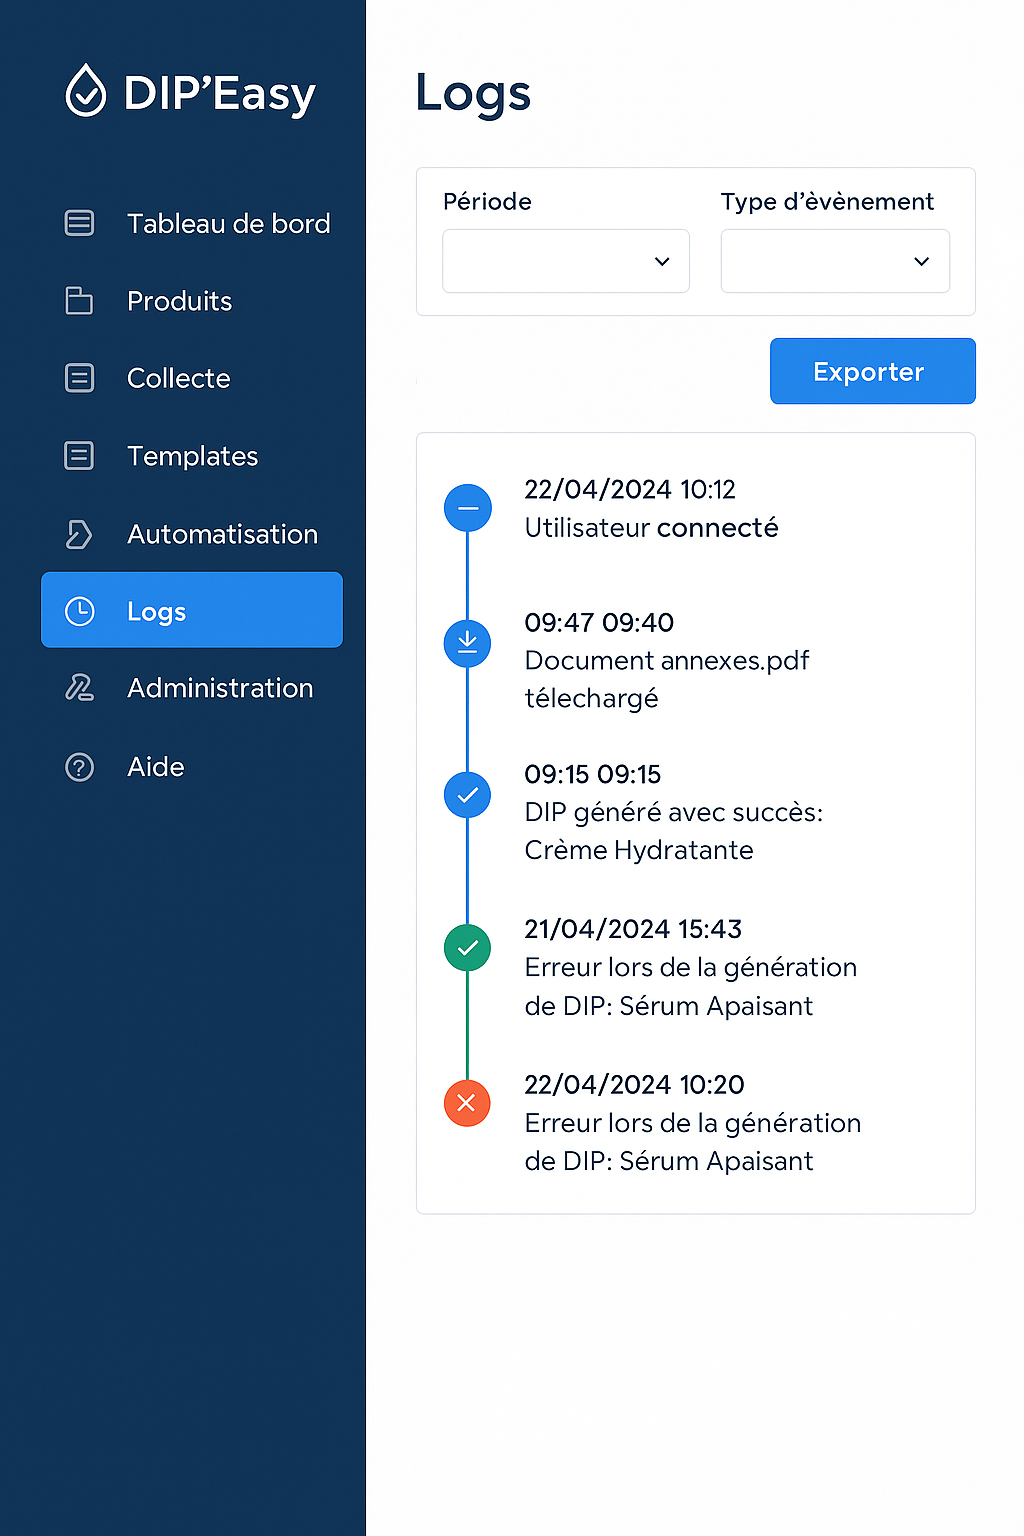 DIP’Easy
Tableau de bord
Produits
Collecte
Templates
Automatisation
Logs
Administration
Aide
Logs
Période
Type d’èvènement
Exporter
22/04/2024 10:12
Utilisateur connecté
09:47 09:40
Document annexes.pdf
télechargé
09:15 09:15
DIP généré avec succès:
Crème Hydratante
21/04/2024 15:43
Erreur lors de la génération
de DIP: Sérum Apaisant
22/04/2024 10:20
Erreur lors de la génération
de DIP: Sérum Apaisant